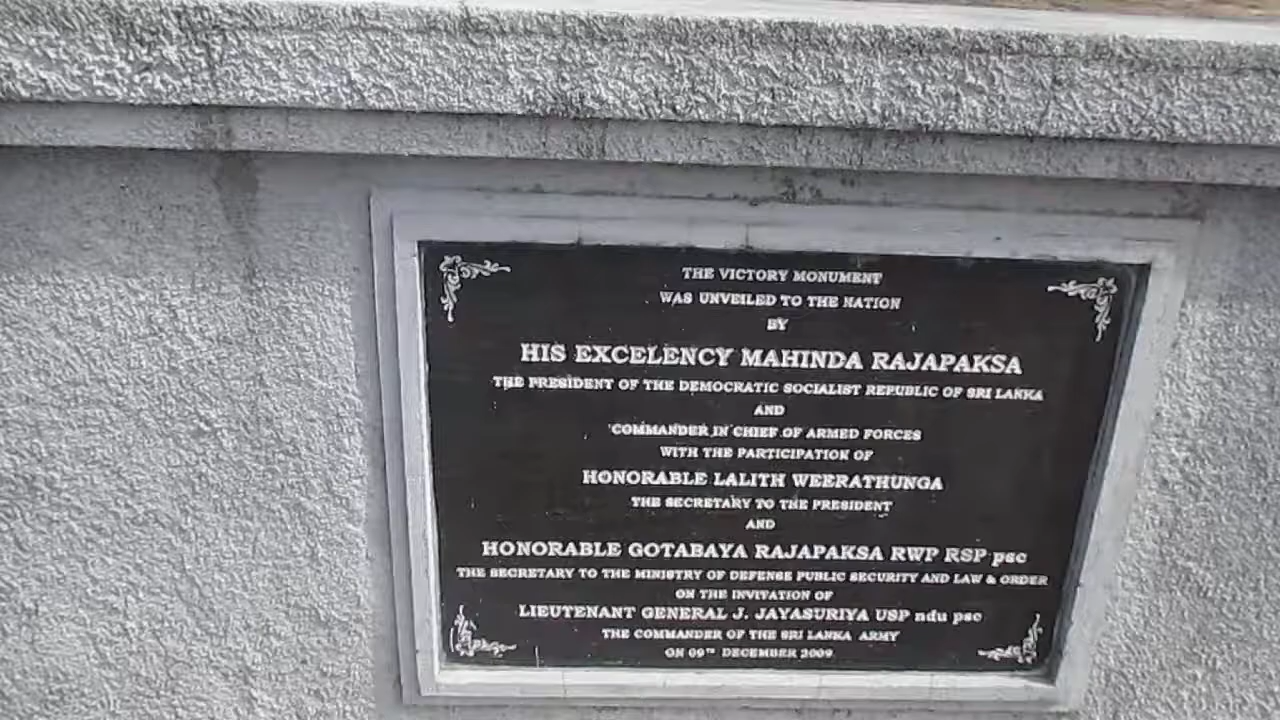 THE VICTORY MONUMENT
WAS UNVEILED TO THE NATION
BY
HIS EXCELENCY MAHINDA RAJAPAKSA
THE PRESIDENT OF THE DEMOCRATIC SOCIALIST REPUBLIC OF SRI LANKA
AND
COMMANDER IN CHIEF OF ARMED FORCES
WITH THE PARTICIPATION OF
HONORABLE LALITH WEERATHUNGA
THE SECRETARY TO THE PRESIDENT
AND
HONORABLE GOTABAYA RAJAPAKSA RWP RSP psc
THE SECRETARY TO THE MINISTRY OF DEFENSE PUBLIC SECURITY AND LAW & ORDER
ON THE INVITATION OF
LIEUTENANT GENERAL J. JAYASURIYA USP ndu psc
THE COMMANDER OF THE SRI LANKA ARMY
ON 09TH DECEMBER 2009